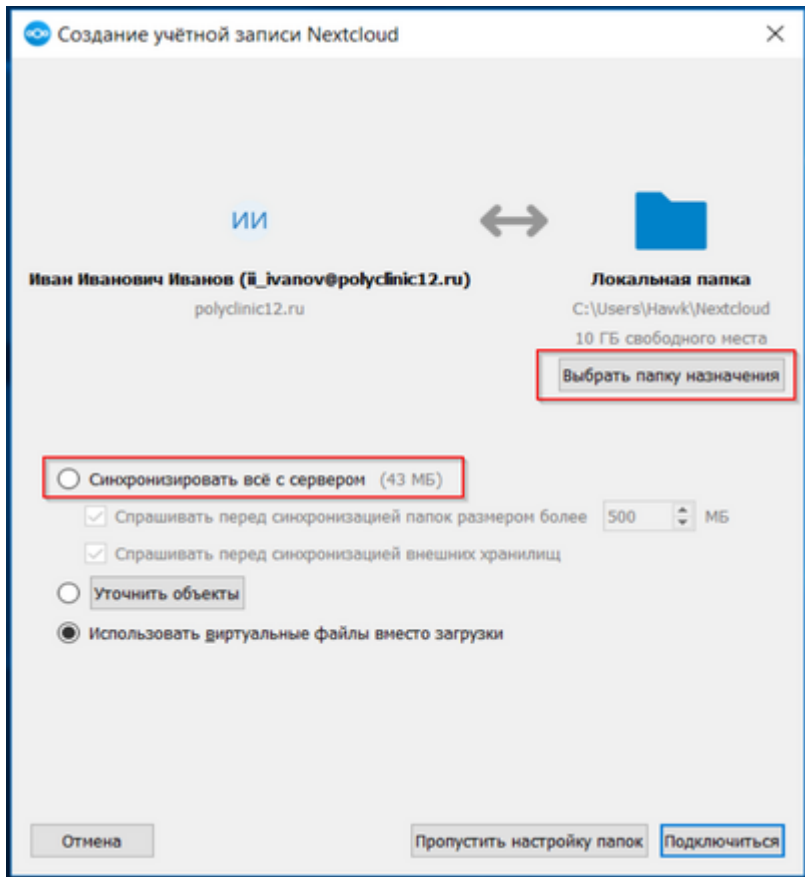 Создание учётной записи Nextcloud
ИИ
Иван Иванович Иванов (ii_ivanov@polyclinic12.ru)
polyclinic12.ru
Локальная папка
C:\Users\Hawk\Nextcloud
10 ГБ свободного места
Выбрать папку назначения
Синхронизировать всё с сервером (43 МБ)
Спрашивать перед синхронизацией папок размером более 500 МБ
Спрашивать перед синхронизацией внешних хранилищ
Уточнить объекты
Использовать виртуальные файлы вместо загрузки
Отмена
Пропустить настройку папок
Подключиться